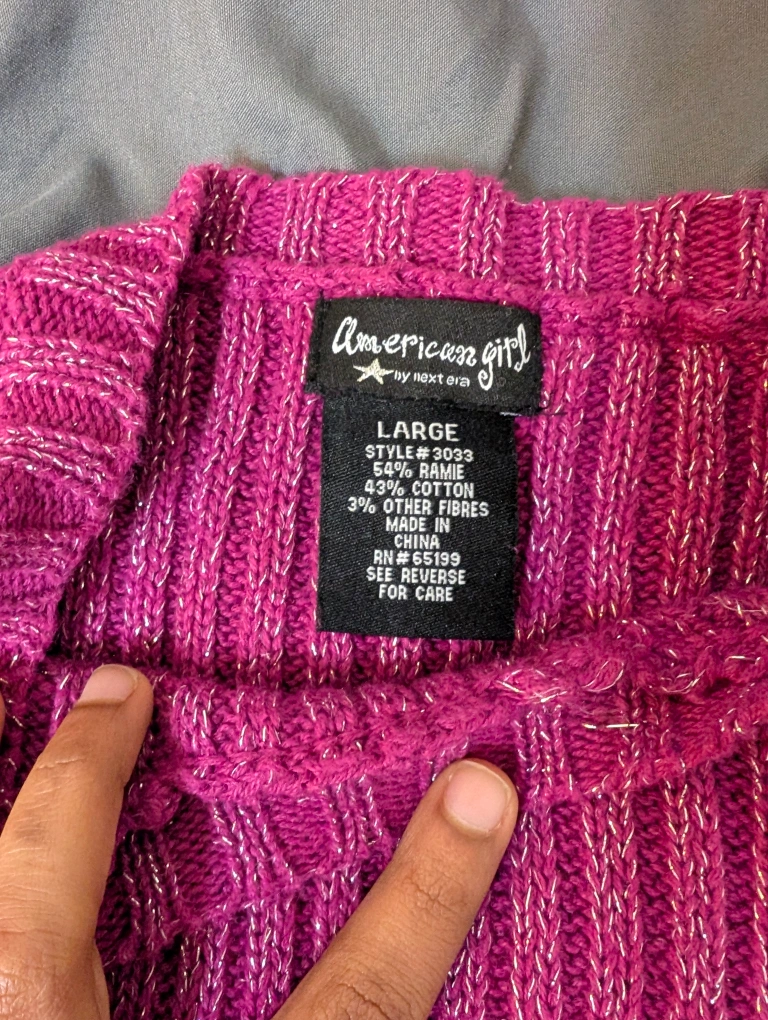 American girl
by next era
LARGE
STYLE#3033
54% RAMIE
43% COTTON
3% OTHER FIBRES
MADE IN
CHINA
RN#65199
SEE REVERSE
FOR CARE